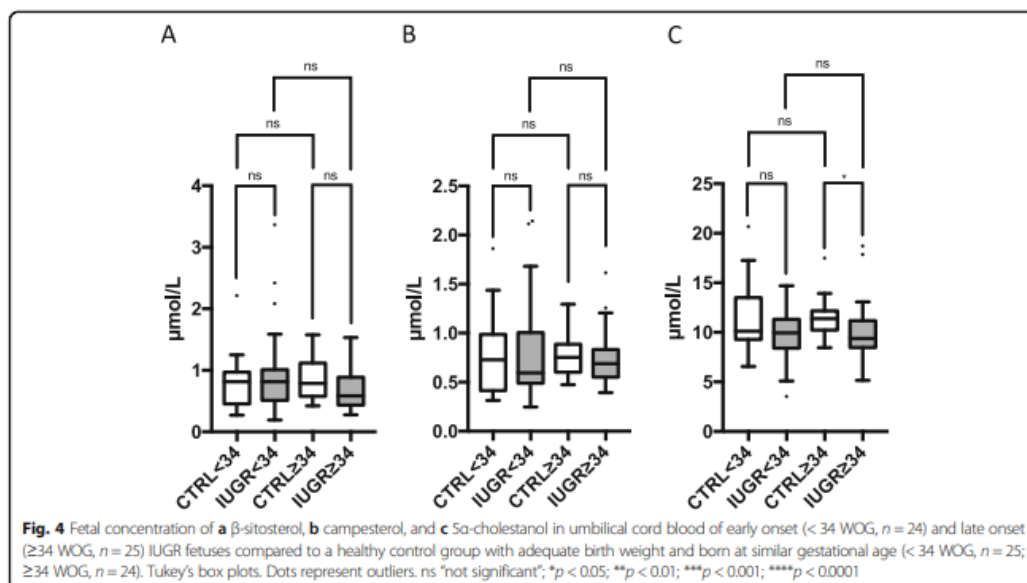 A
B
C
ns
ns
ns
ns
ns
ns
ns
ns
ns
ns
ns
*
4
3
2
1
0
µmol/L
2.5
2.0
1.5
1.0
0.5
0.0
µmol/L
25
20
15
10
5
0
µmol/L
CTRL<34
IUGR<34
CTRL≥34
IUGR≥34
CTRL<34
IUGR<34
CTRL≥34
IUGR≥34
CTRL<34
IUGR<34
CTRL≥34
IUGR≥34
Fig. 4 Fetal concentration of a β-sitosterol, b campesterol, and c 5α-cholestanol in umbilical cord blood of early onset (< 34 WOG, n = 24) and late onset
(≥34 WOG, n = 25) IUGR fetuses compared to a healthy control group with adequate birth weight and born at similar gestational age (< 34 WOG, n = 25;
≥34 WOG, n = 24). Tukey's box plots. Dots represent outliers. ns "not significant"; *p < 0.05; **p < 0.01; ***p < 0.001; ****p < 0.0001